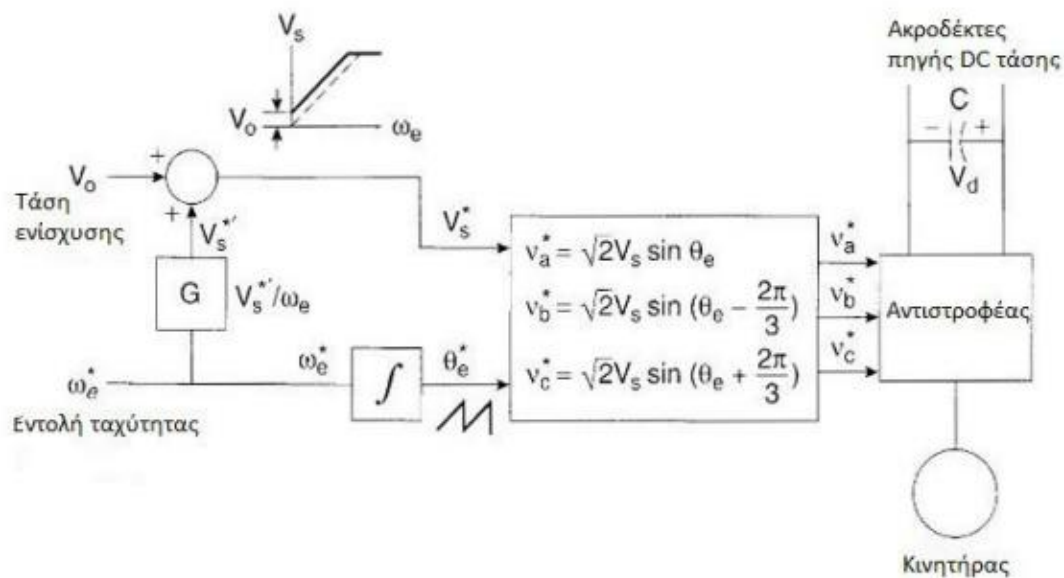 Ακροδέκτες
πηγής DC τάσης
V_s
V_o
ω_e
C
− +
V_d
V_o
+
+
Τάση
ενίσχυσης
V_s^*'
V_s^*
G
V_s^*'/ω_e
ω_e^*
Εντολή ταχύτητας
ω_e^*
∫
θ_e^*
v_a^* = √2V_s sin θ_e
v_b^* = √2V_s sin (θ_e − 2π/3)
v_c^* = √2V_s sin (θ_e + 2π/3)
v_a^*
v_b^*
v_c^*
Αντιστροφέας
Κινητήρας